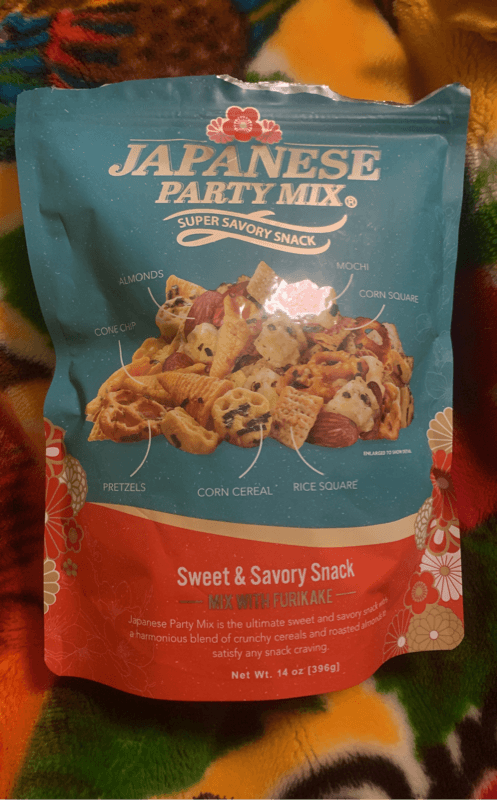 JAPANESE
PARTY MIX®
SUPER SAVORY SNACK
ALMONDS
MOCHI
CORN SQUARE
CONE CHIP
ENLARGED TO SHOW DETAIL
PRETZELS
CORN CEREAL
RICE SQUARE
Sweet & Savory Snack
MIX WITH FURIKAKE
Japanese Party Mix is the ultimate sweet and savory snack with
a harmonious blend of crunchy cereals and roasted almonds to
satisfy any snack craving.
Net Wt. 14 oz [396g]